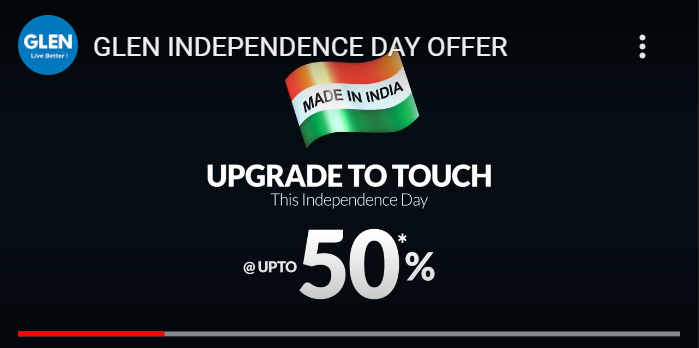 GLEN
Live Better !
GLEN INDEPENDENCE DAY OFFER
MADE IN INDIA
UPGRADE TO TOUCH
This Independence Day
@ UPTO 50*%